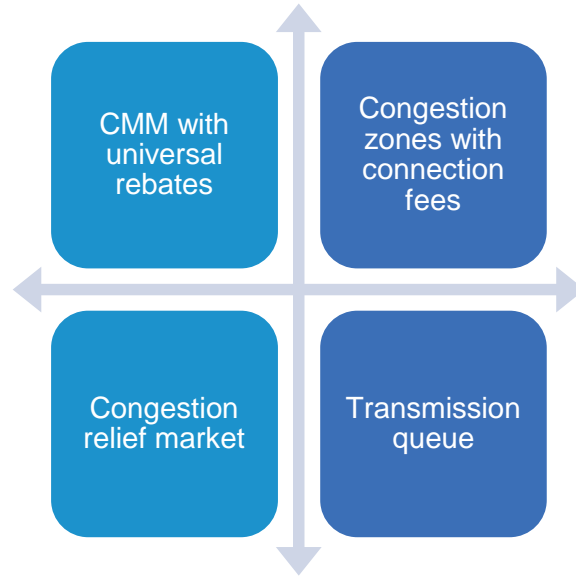 CMM with
universal
rebates
Congestion
zones with
connection
fees
Congestion
relief market
Transmission
queue